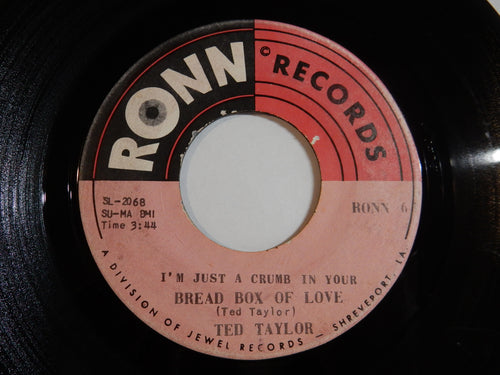 RONN
© RECORDS
SL-2068
SU-MA BMI
Time 3:44
RONN 6
I'M JUST A CRUMB IN YOUR
BREAD BOX OF LOVE
(Ted Taylor)
TED TAYLOR
A DIVISION OF JEWEL RECORDS - SHREVEPORT, LA.